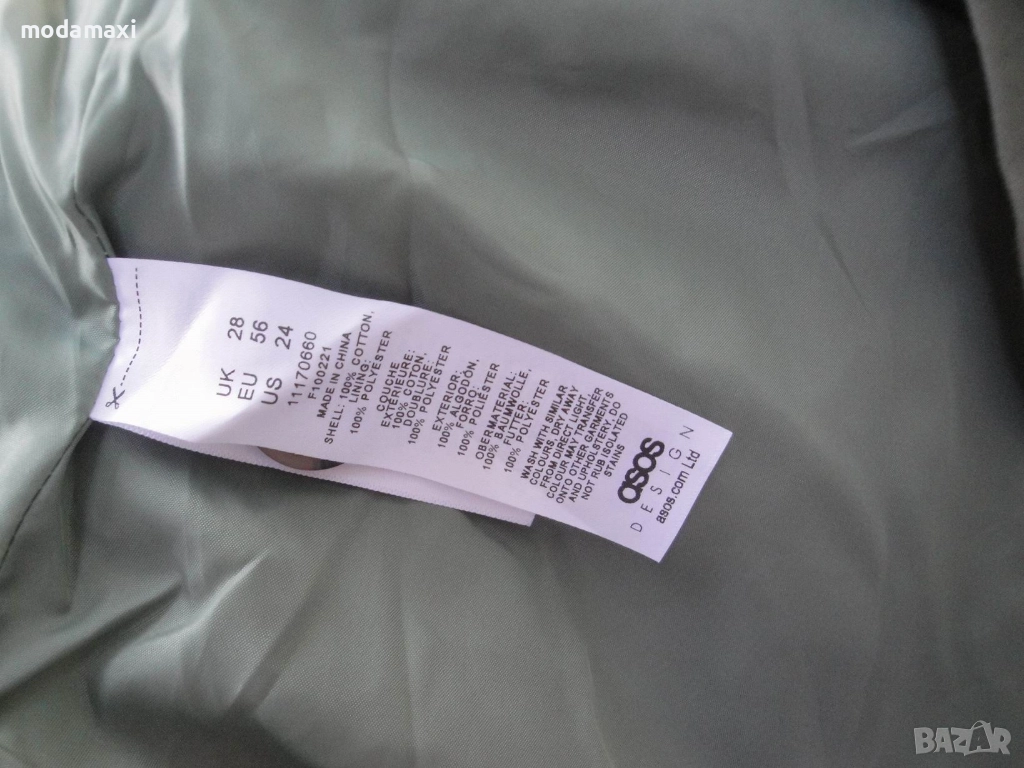 modamaxi
UK 28
EU 56
US 24
11170660
F100221
MADE IN CHINA
SHELL: 100% COTTON.
LINING:
100% POLYESTER
COUCHE
EXTÉRIEURE:
100% COTON.
DOUBLURE:
100% POLYESTER
EXTERIOR:
100% ALGODÓN.
FORRO:
100% POLIÉSTER
OBERMATERIAL:
100% BAUMWOLLE.
FUTTER:
100% POLYESTER
WASH WITH SIMILAR
COLOURS, DRY AWAY
FROM DIRECT LIGHT
COLOUR MAY TRANSFER
ONTO OTHER GARMENTS
AND UPHOLSTERY, DO
NOT RUB ISOLATED
STAINS
asos
DESIGN
asos.com Ltd
BAZAR